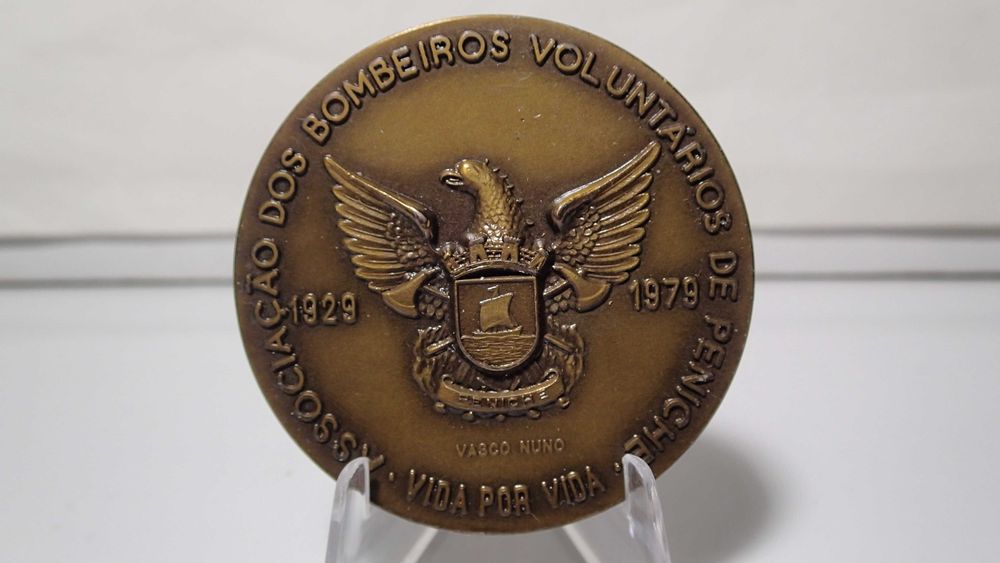 ASSOCIAÇÃO DOS BOMBEIROS VOLUNTÁRIOS DE PENICHE
1929
1979
PENICHE
VASCO NUNO
· VIDA POR VIDA ·